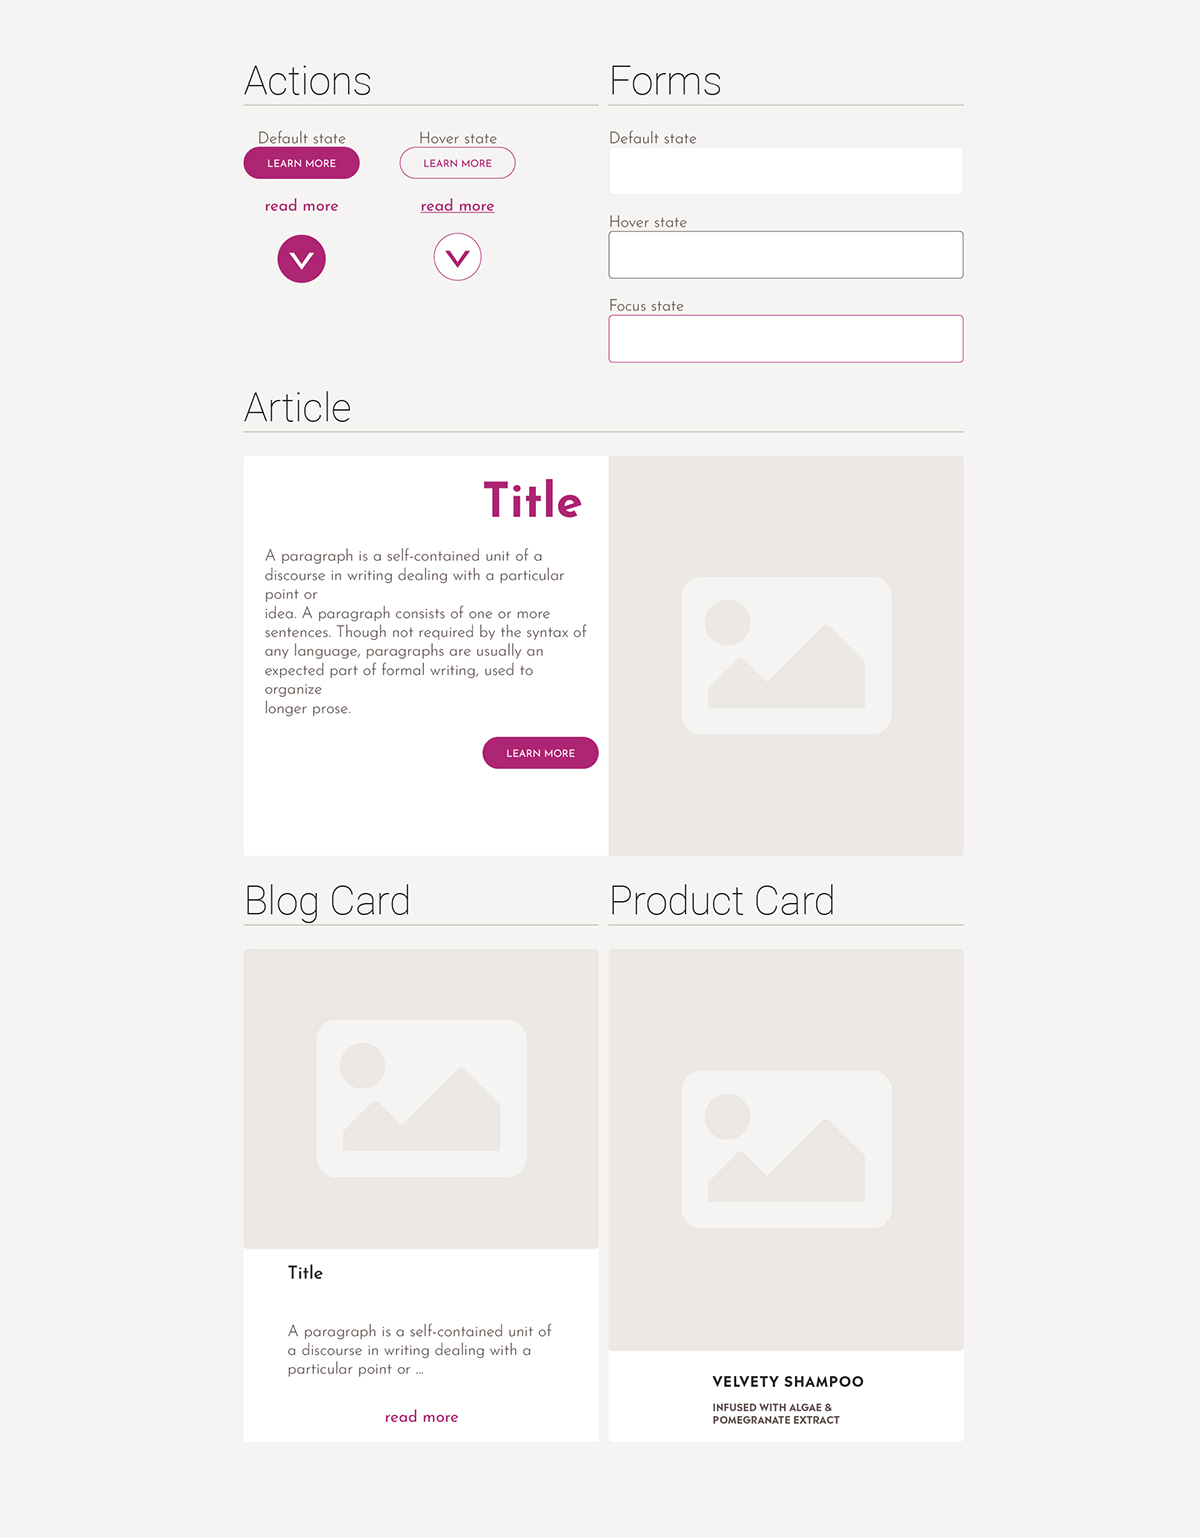 Actions
Default state
Hover state
LEARN MORE
LEARN MORE
read more
read more
Forms
Default state
Hover state
Focus state
Article
Title
A paragraph is a self-contained unit of a
discourse in writing dealing with a particular
point or
idea. A paragraph consists of one or more
sentences. Though not required by the syntax of
any language, paragraphs are usually an
expected part of formal writing, used to
organize
longer prose.
LEARN MORE
Blog Card
Title
A paragraph is a self-contained unit of
a discourse in writing dealing with a
particular point or ...
read more
Product Card
VELVETY SHAMPOO
INFUSED WITH ALGAE &
POMEGRANATE EXTRACT